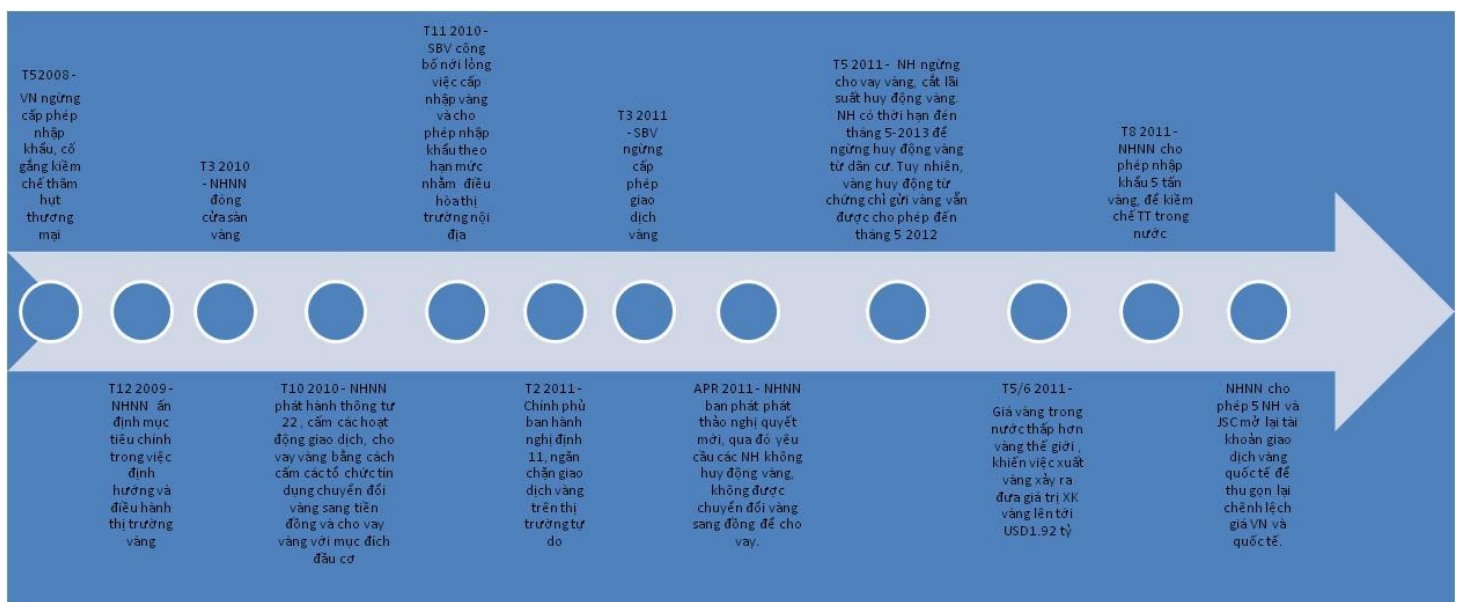 T52008-
VN ngừng
cấp phép
nhập
khẩu, cố
gắng kiềm
chế thâm
hụt
thương
mại
T12 2009-
NHNN ấn
định mục
tiêu chính
trong việc
định
hướng và
điều hành
thị trường
vàng
T3 2010
- NHNN
đóng
cửa sàn
vàng
T10 2010- NHNN
phát hành thông tư
22 , cấm các hoạt
động giao dịch, cho
vay vàng bằng cách
cấm các tổ chức tín
dụng chuyển đổi
vàng sang tiền
đồng và cho vay
vàng với mục đích
đầu cơ
T11 2010-
SBV công
bố nới lỏng
việc cấp
nhập vàng
và cho
phép nhập
khẩu theo
hạn mức
nhằm điều
hòa thị
trường nội
địa
T2 2011-
Chính phủ
ban hành
nghị định
11, ngăn
chặn giao
dịch vàng
trên thị
trường tự
do
T3 2011
- SBV
ngừng
cấp
phép
giao
dịch
vàng
APR 2011- NHNN
ban phát phát
thảo nghị quyết
mới, qua đó yêu
cầu các NH không
huy động vàng,
không được
chuyển đổi vàng
sang đồng để cho
vay.
T5 2011- NH ngừng
cho vay vàng, cắt lãi
suất huy động vàng.
NH có thời hạn đén
tháng 5-2013 để
ngừng huy động vàng
từ dân cư. Tuy nhiên,
vàng huy động từ
chứng chỉ gửi vàng vẫn
được cho phép đến
tháng 5 2012
T5/6 2011-
Giá vàng trong
nước thấp hơn
vàng thế giới ,
khiến việc xuất
vàng xảy ra
đưa giá trị XK
vàng lên tới
USD1.92 tỷ
T8 2011-
NHNN cho
phép nhập
khẩu 5 tấn
vàng, để kiềm
chế TT trong
nước
NHNN cho
phép 5 NH và
JSC mở lại tài
khoản giao
dịch vàng
quốc tế để
thu gọn lại
chênh lệch
giá VN và
quốc tế.